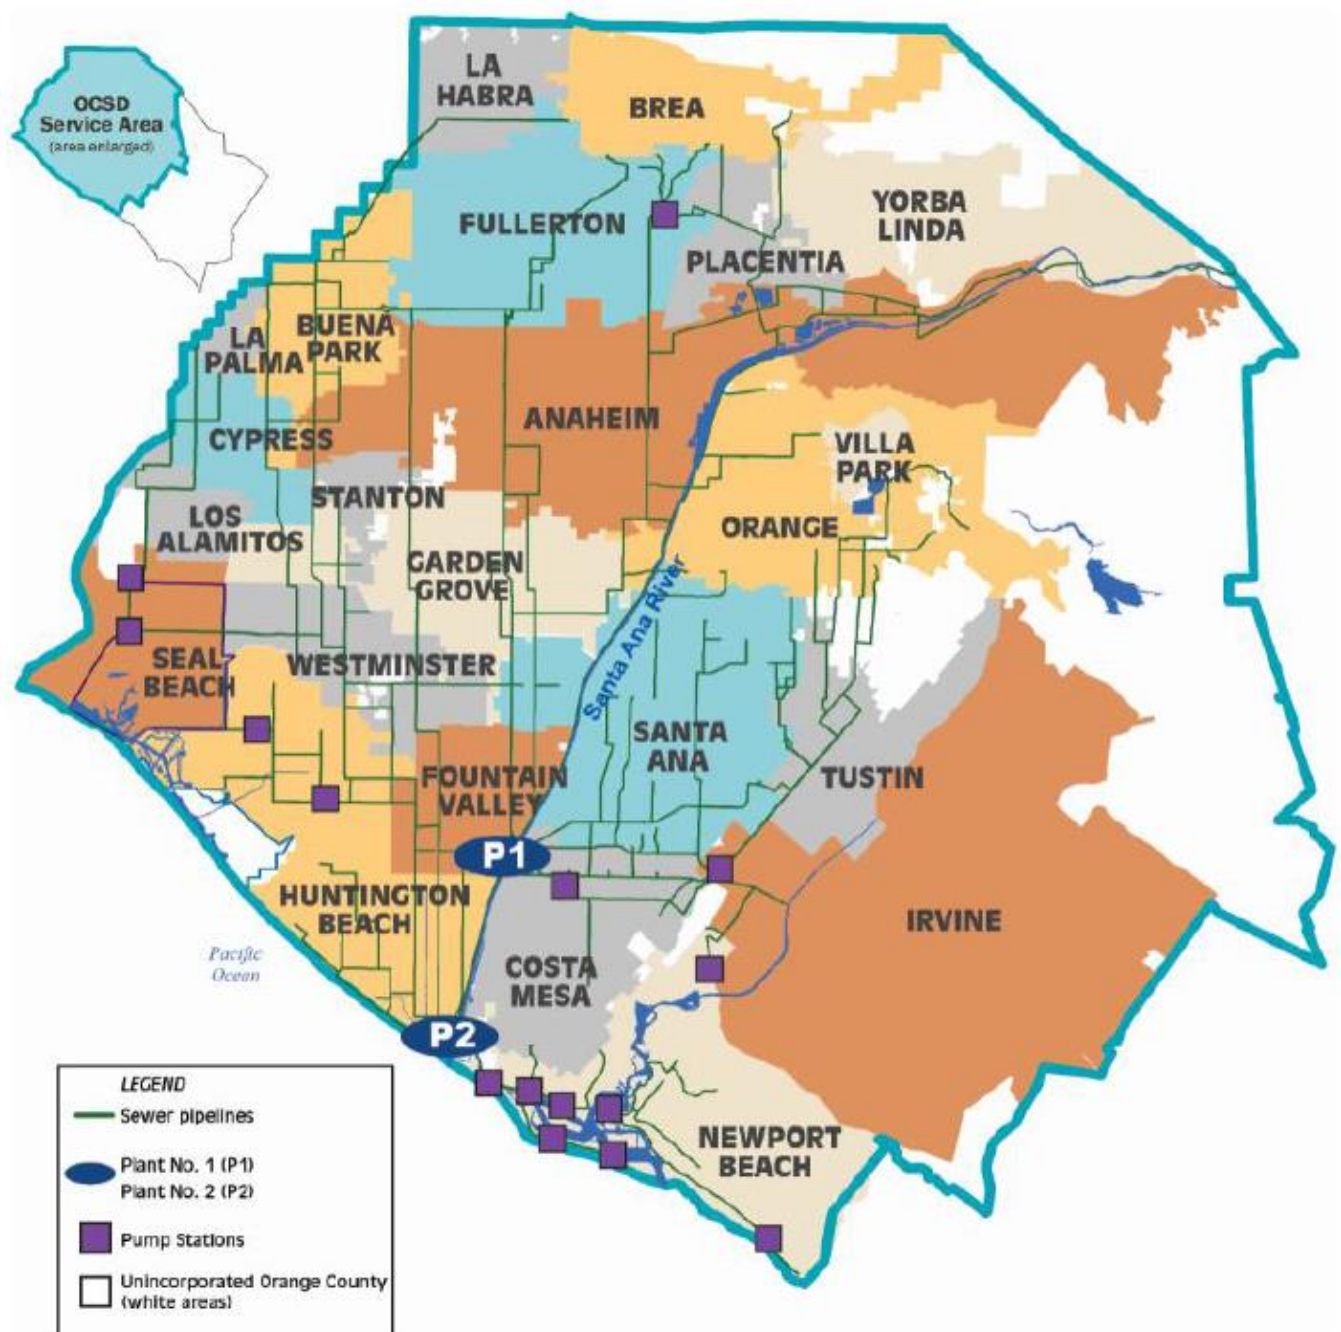 OCSD
Service Area
(area enlarged)
LA
HABRA
BREA
FULLERTON
YORBA
LINDA
PLACENTIA
LA
PALMA
BUENA
PARK
ANAHEIM
CYPRESS
VILLA
PARK
STANTON
LOS
ALAMITOS
ORANGE
GARDEN
GROVE
Santa Ana River
SEAL
BEACH
WESTMINSTER
SANTA
ANA
FOUNTAIN
VALLEY
TUSTIN
P1
HUNTINGTON
BEACH
IRVINE
Pacific
Ocean
COSTA
MESA
P2
NEWPORT
BEACH
LEGEND
Sewer pipelines
Plant No. 1 (P1)
Plant No. 2 (P2)
Pump Stations
Unincorporated Orange County
(white areas)